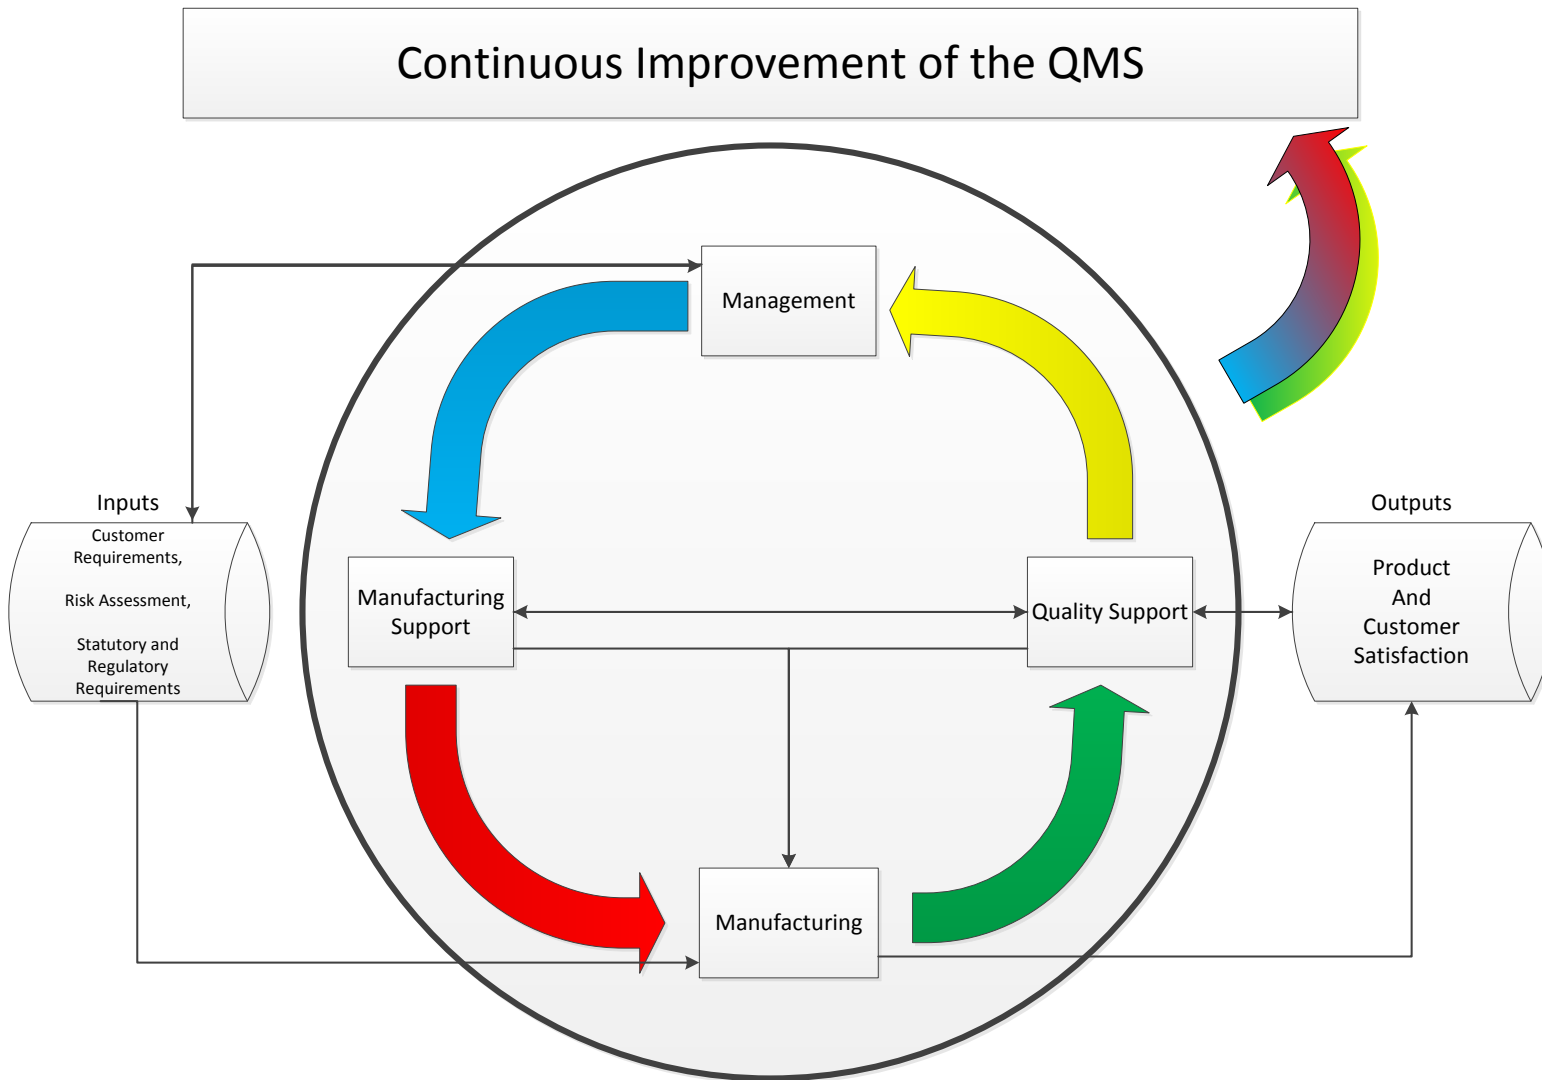 Continuous Improvement of the QMS
Management
Inputs
Customer
Requirements,
Risk Assessment,
Statutory and
Regulatory
Requirements
Manufacturing
Support
Quality Support
Outputs
Product
And
Customer
Satisfaction
Manufacturing